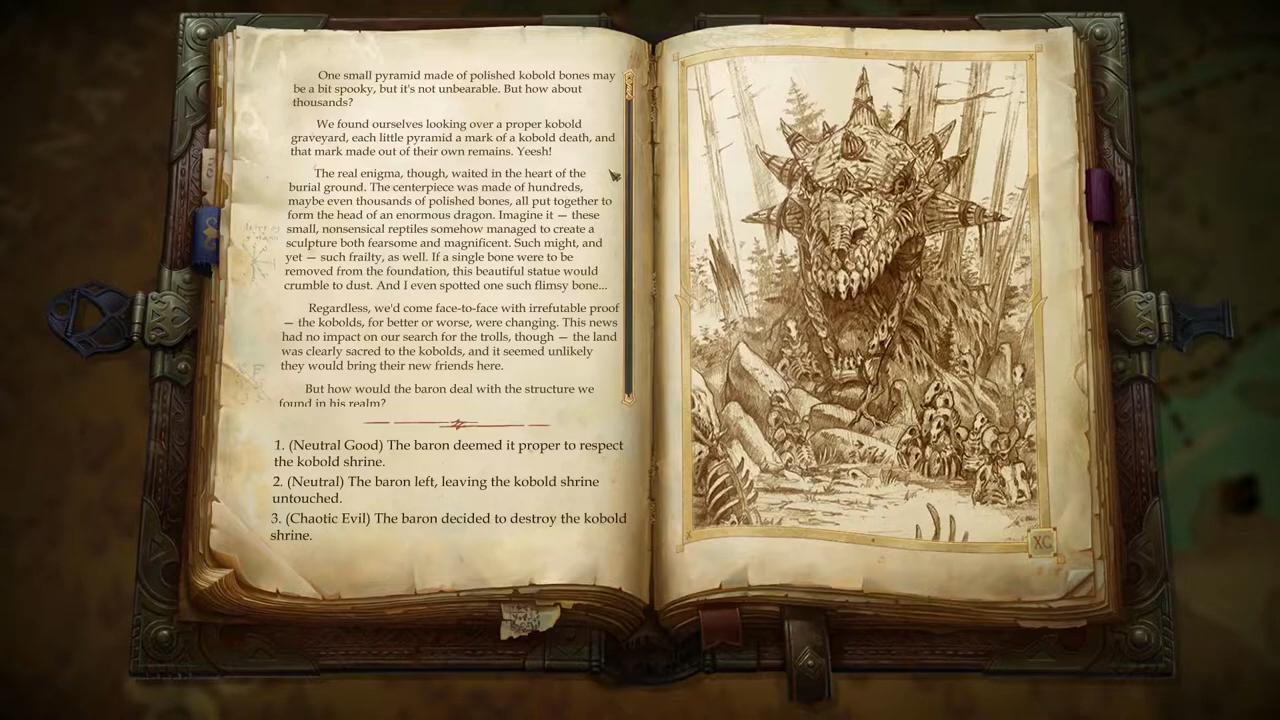 One small pyramid made of polished kobold bones may
be a bit spooky, but it's not unbearable. But how about
thousands?
We found ourselves looking over a proper kobold
graveyard, each little pyramid a mark of a kobold death, and
that mark made out of their own remains. Yeesh!
The real enigma, though, waited in the heart of the
burial ground. The centerpiece was made of hundreds,
maybe even thousands of polished bones, all put together to
form the head of an enormous dragon. Imagine it — these
small, nonsensical reptiles somehow managed to create a
sculpture both fearsome and magnificent. Such might, and
yet — such frailty, as well. If a single bone were to be
removed from the foundation, this beautiful statue would
crumble to dust. And I even spotted one such flimsy bone...
Regardless, we'd come face-to-face with irrefutable proof
— the kobolds, for better or worse, were changing. This news
had no impact on our search for the trolls, though — the land
was clearly sacred to the kobolds, and it seemed unlikely
they would bring their new friends here.
But how would the baron deal with the structure we
found in his realm?
1. (Neutral Good) The baron deemed it proper to respect
the kobold shrine.
2. (Neutral) The baron left, leaving the kobold shrine
untouched.
3. (Chaotic Evil) The baron decided to destroy the kobold
shrine.
XC